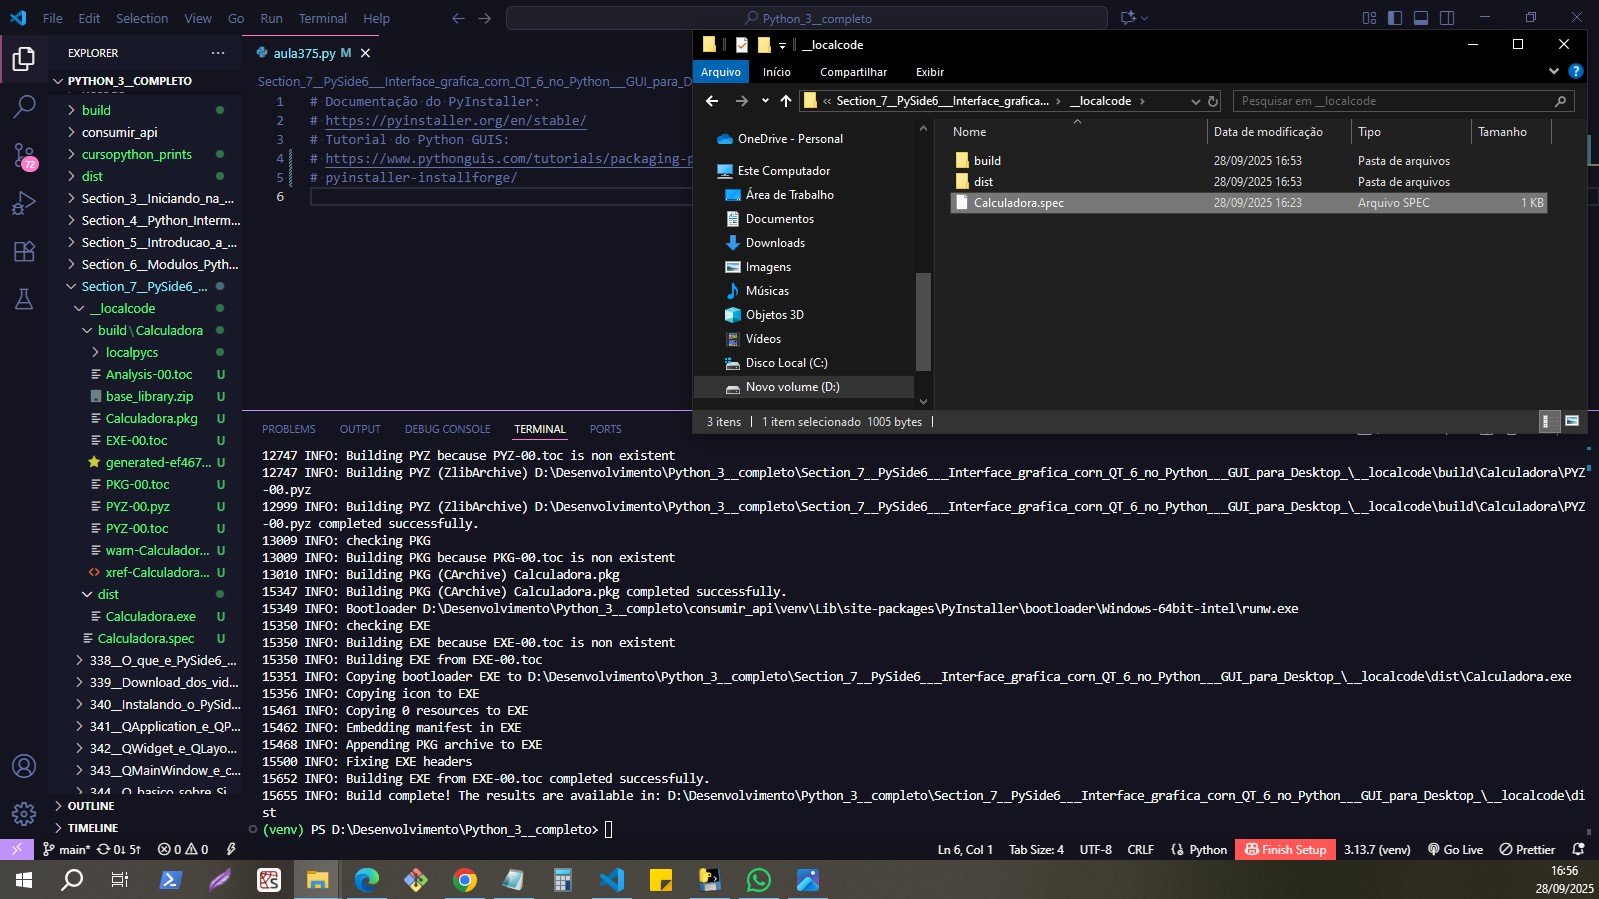 File Edit Selection View Go Run Terminal Help
Python_3__completo
EXPLORER
PYTHON_3__COMPLETO
build
consumir_api
cursopython_prints
dist
Section_3__Iniciando_na_...
Section_4__Python_Interm...
Section_5__Introducao_a_...
Section_6__Modulos_Pyth...
Section_7__PySide6_...
__localcode
build\Calculadora
localpycs
Analysis-00.toc U
base_library.zip U
Calculadora.pkg U
EXE-00.toc U
generated-ef467... U
PKG-00.toc U
PYZ-00.pyz U
PYZ-00.toc U
warn-Calculador... U
xref-Calculadora... U
dist
Calculadora.exe U
Calculadora.spec U
338__O_que_e_PySide6_...
339__Download_dos_vid...
340__Instalando_o_PySid...
341__QApplication_e_QP...
342__QWidget_e_QLayo...
343__QMainWindow_e_c...
344__O_basico_sobre_Si...
OUTLINE
TIMELINE
72
aula375.py M
Section_7__PySide6___Interface_grafica_corn_QT_6_no_Python___GUI_para_D
1 # Documentação do PyInstaller:
2 # https://pyinstaller.org/en/stable/
3 # Tutorial do Python GUIS:
4 # https://www.pythonguis.com/tutorials/packaging-p
5 # pyinstaller-installforge/
6
__localcode
Arquivo Início Compartilhar Exibir
« Section_7__PySide6___Interface_grafica... › __localcode ›
Pesquisar em __localcode
OneDrive - Personal
Este Computador
Área de Trabalho
Documentos
Downloads
Imagens
Músicas
Objetos 3D
Vídeos
Disco Local (C:)
Novo volume (D:)
Nome Data de modificação Tipo Tamanho
build 28/09/2025 16:53 Pasta de arquivos
dist 28/09/2025 16:53 Pasta de arquivos
Calculadora.spec 28/09/2025 16:23 Arquivo SPEC 1 KB
3 itens 1 item selecionado 1005 bytes
PROBLEMS OUTPUT DEBUG CONSOLE TERMINAL PORTS
12747 INFO: Building PYZ because PYZ-00.toc is non existent
12747 INFO: Building PYZ (ZlibArchive) D:\Desenvolvimento\Python_3__completo\Section_7__PySide6___Interface_grafica_corn_QT_6_no_Python___GUI_para_Desktop_\__localcode\build\Calculadora\PYZ
-00.pyz
12999 INFO: Building PYZ (ZlibArchive) D:\Desenvolvimento\Python_3__completo\Section_7__PySide6___Interface_grafica_corn_QT_6_no_Python___GUI_para_Desktop_\__localcode\build\Calculadora\PYZ
-00.pyz completed successfully.
13009 INFO: checking PKG
13009 INFO: Building PKG because PKG-00.toc is non existent
13010 INFO: Building PKG (CArchive) Calculadora.pkg
15347 INFO: Building PKG (CArchive) Calculadora.pkg completed successfully.
15349 INFO: Bootloader D:\Desenvolvimento\Python_3__completo\consumir_api\venv\Lib\site-packages\PyInstaller\bootloader\Windows-64bit-intel\runw.exe
15350 INFO: checking EXE
15350 INFO: Building EXE because EXE-00.toc is non existent
15350 INFO: Building EXE from EXE-00.toc
15351 INFO: Copying bootloader EXE to D:\Desenvolvimento\Python_3__completo\Section_7__PySide6___Interface_grafica_corn_QT_6_no_Python___GUI_para_Desktop_\__localcode\dist\Calculadora.exe
15356 INFO: Copying icon to EXE
15461 INFO: Copying 0 resources to EXE
15462 INFO: Embedding manifest in EXE
15468 INFO: Appending PKG archive to EXE
15500 INFO: Fixing EXE headers
15652 INFO: Building EXE from EXE-00.toc completed successfully.
15655 INFO: Build complete! The results are available in: D:\Desenvolvimento\Python_3__completo\Section_7__PySide6___Interface_grafica_corn_QT_6_no_Python___GUI_para_Desktop_\__localcode\di
st
(venv) PS D:\Desenvolvimento\Python_3__completo>
main* 0↓ 5↑ 0 0 Ln 6, Col 1 Tab Size: 4 UTF-8 CRLF Python Finish Setup 3.13.7 (venv) Go Live Prettier
16:56
28/09/2025